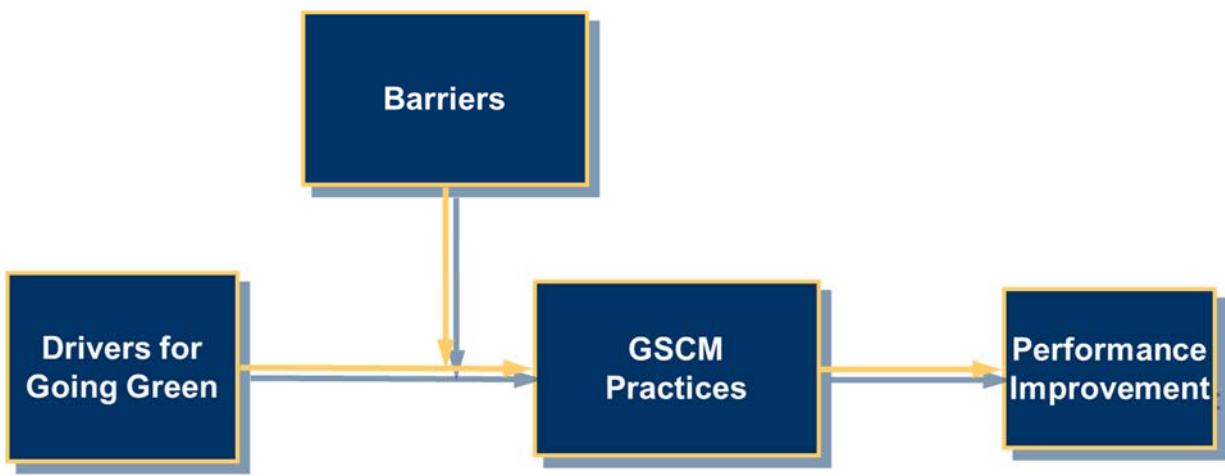 Barriers
Drivers for
Going Green
GSCM
Practices
Performance
Improvement